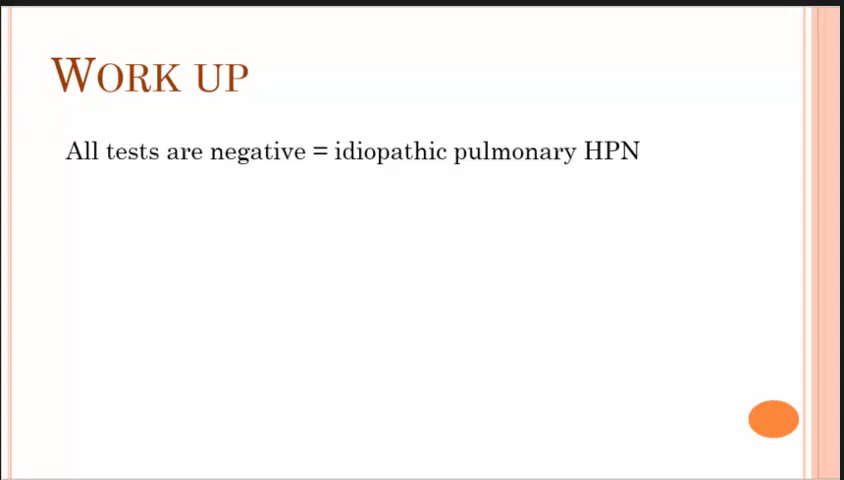 Work up
All tests are negative = idiopathic pulmonary HPN